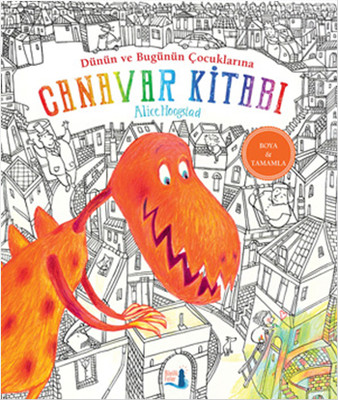 Dünün ve Bugünün Çocuklarına
CANAVAR KİTABI
Alice Hoogstad
BOYA
&
TAMAMLA